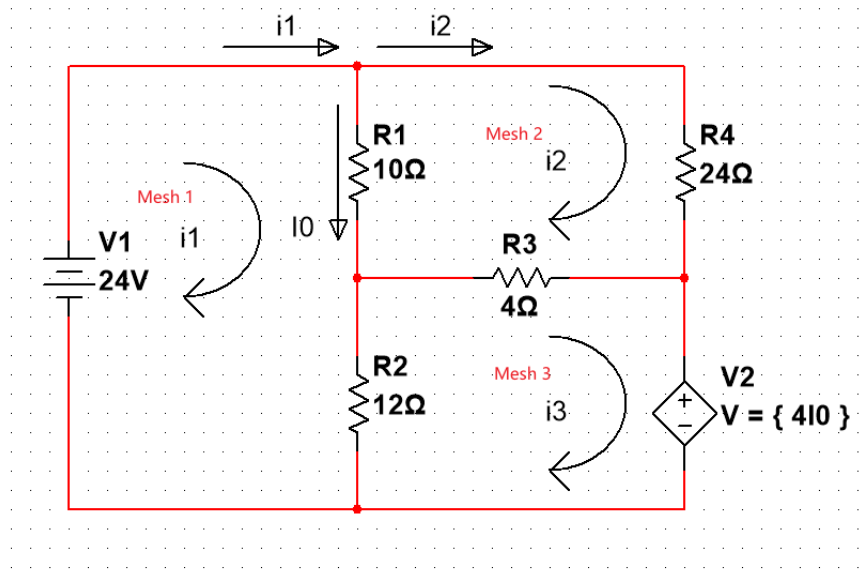 i1
i2
R1
10Ω
Mesh 2
i2
R4
24Ω
Mesh 1
i1
I0
V1
24V
R3
4Ω
R2
12Ω
Mesh 3
i3
V2
V = { 4I0 }
+
−